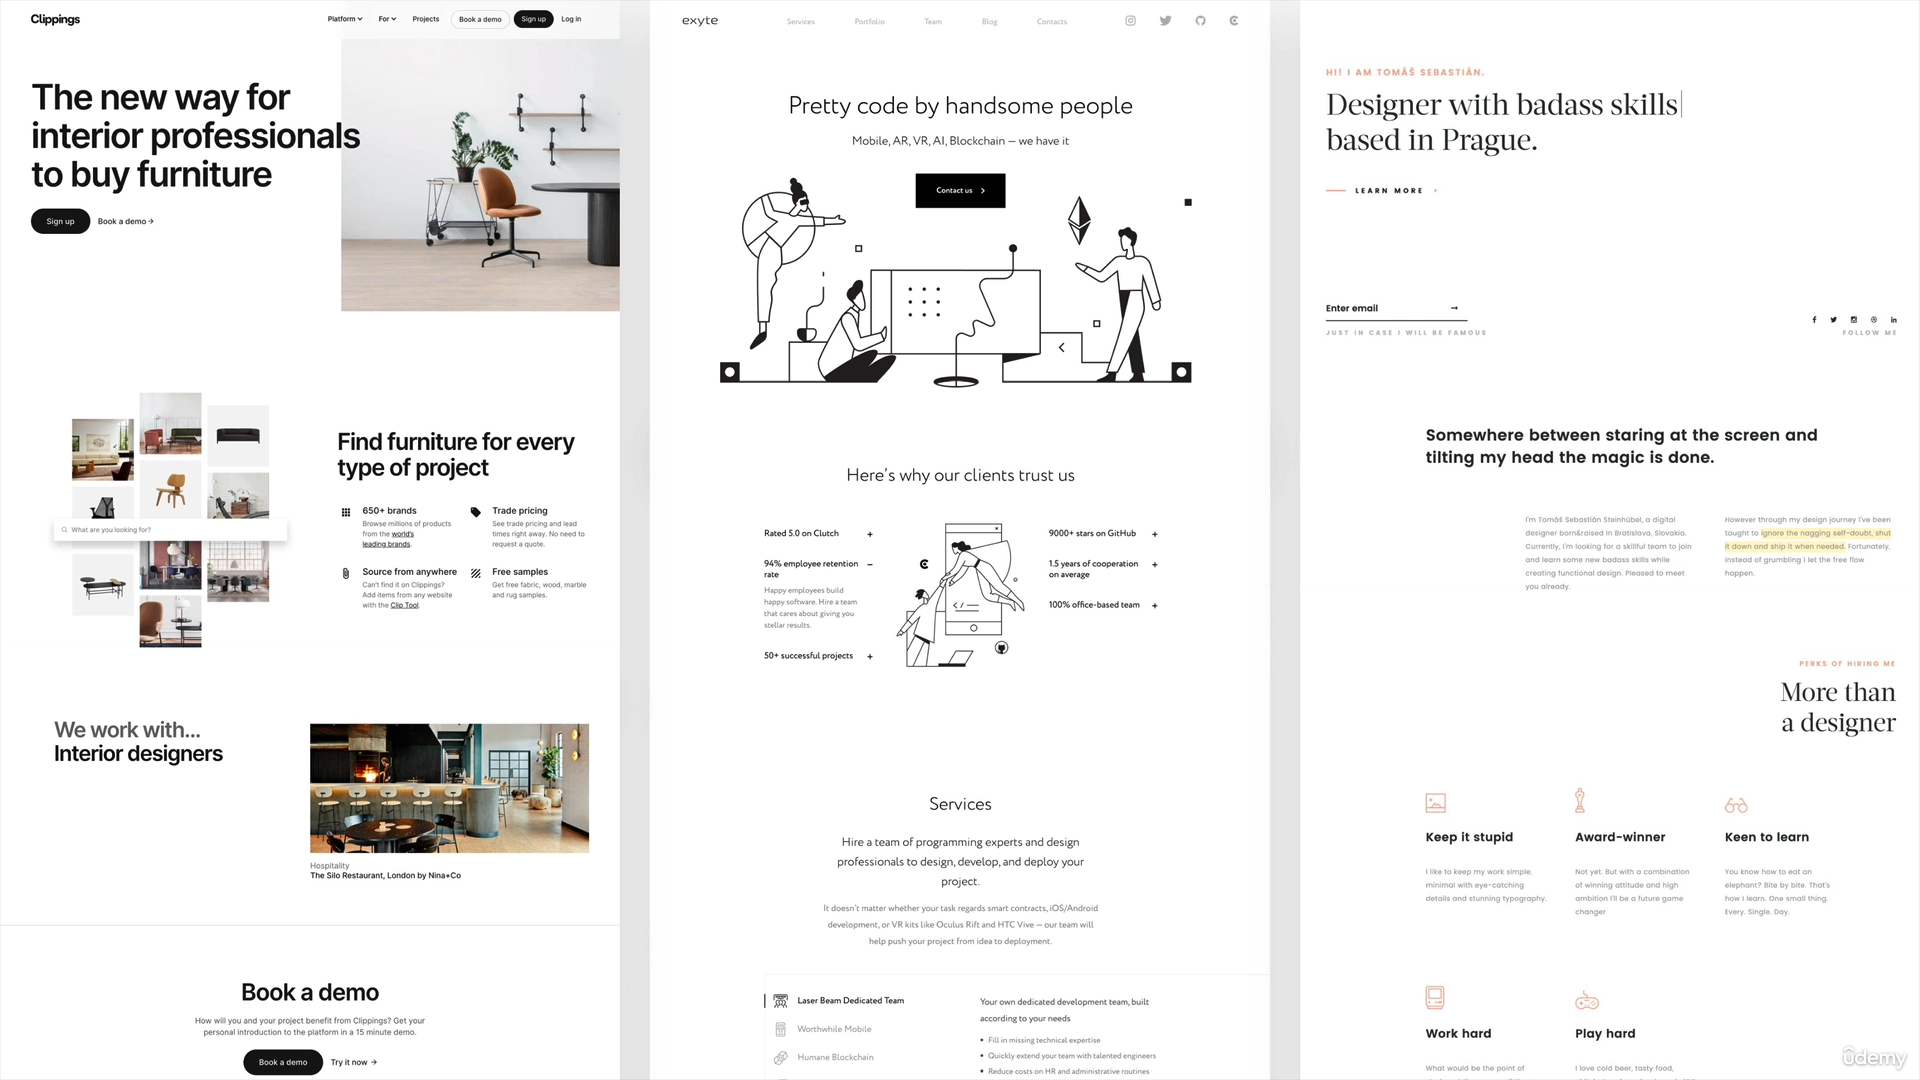 Clippings
Platform
For
Projects
Book a demo
Sign up
Log in
The new way for
interior professionals
to buy furniture
Sign up
Book a demo →
What are you looking for?
Find furniture for every
type of project
650+ brands
Browse millions of products
from the world's
leading brands.
Trade pricing
See trade pricing and lead
times right away. No need to
request a quote.
Source from anywhere
Can't find it on Clippings?
Add items from any website
with the Clip Tool.
Free samples
Get free fabric, wood, marble
and rug samples.
We work with...
Interior designers
Hospitality
The Silo Restaurant, London by Nina+Co
Book a demo
How will you and your project benefit from Clippings? Get your
personal introduction to the platform in a 15 minute demo.
Book a demo
Try it now →
exyte
Services
Portfolio
Team
Blog
Contacts
Pretty code by handsome people
Mobile, AR, VR, AI, Blockchain — we have it
Contact us
Here's why our clients trust us
Rated 5.0 on Clutch +
94% employee retention −
rate
Happy employees build
happy software. Hire a team
that cares about giving you
stellar results.
50+ successful projects +
</>
9000+ stars on GitHub +
1.5 years of cooperation +
on average
100% office-based team +
Services
Hire a team of programming experts and design
professionals to design, develop, and deploy your
project.
It doesn't matter whether your task regards smart contracts, iOS/Android
development, or VR kits like Oculus Rift and HTC Vive — our team will
help push your project from idea to deployment.
Laser Beam Dedicated Team
Worthwhile Mobile
Humane Blockchain
Your own dedicated development team, built
according to your needs
• Fill in missing technical expertise
• Quickly extend your team with talented engineers
• Reduce costs on HR and administrative routines
HI! I AM TOMÁŠ SEBASTIÁN.
Designer with badass skills|
based in Prague.
LEARN MORE
Enter email →
JUST IN CASE I WILL BE FAMOUS
FOLLOW ME
Somewhere between staring at the screen and
tilting my head the magic is done.
I'm Tomáš Sebastián Steinhübel, a digital
designer born&raised in Bratislava, Slovakia.
Currently, I'm looking for a skillful team to join
and learn some new badass skills while
creating functional design. Pleased to meet
you already.
However through my design journey I've been
taught to ignore the nagging self-doubt, shut
it down and ship it when needed. Fortunately,
instead of grumbling I let the free flow
happen.
PERKS OF HIRING ME
More than
a designer
Keep it stupid
I like to keep my work simple,
minimal with eye-catching
details and stunning typography.
Award-winner
Not yet. But with a combination
of winning attitude and high
ambition I'll be a future game
changer
Keen to learn
You know how to eat an
elephant? Bite by bite. That's
how I learn. One small thing.
Every. Single. Day.
Work hard
What would be the point of
Play hard
I love cold beer, tasty food,
ûdemy